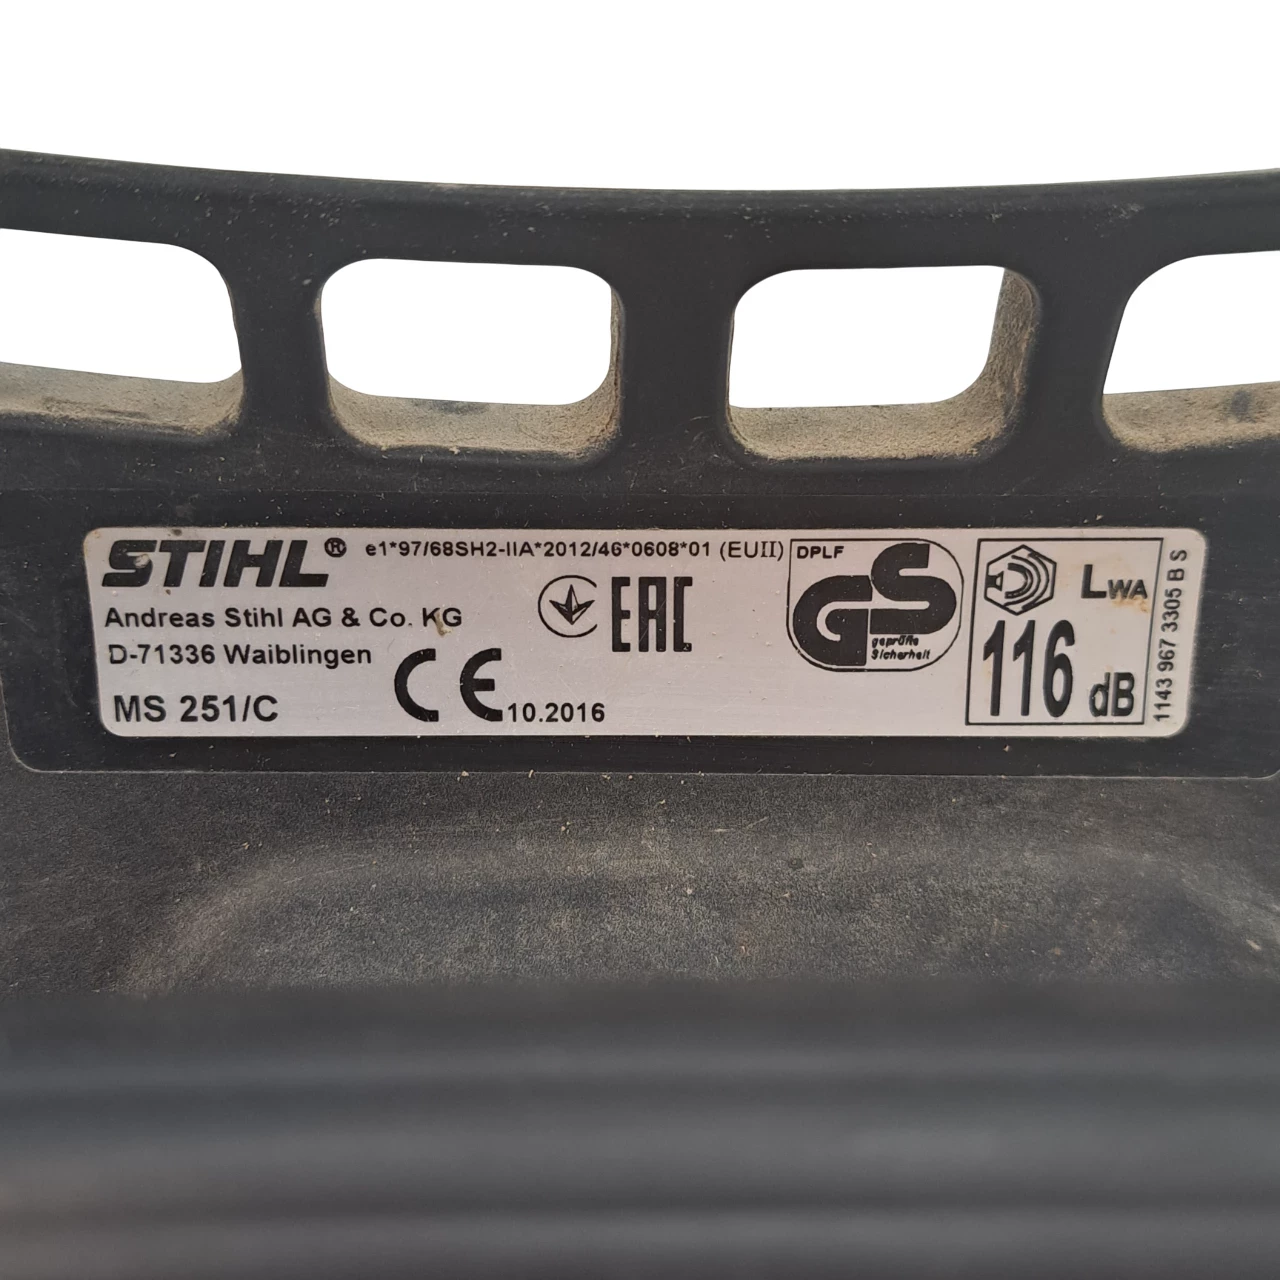 STIHL® e1*97/68SH2-IIA*2012/46*0608*01 (EUII)
Andreas Stihl AG & Co. KG
D-71336 Waiblingen
MS 251/C
CE 10.2016
EAC
DPLF
GS
geprüfte
Sicherheit
LWA
116 dB
1143 967 3305 B S